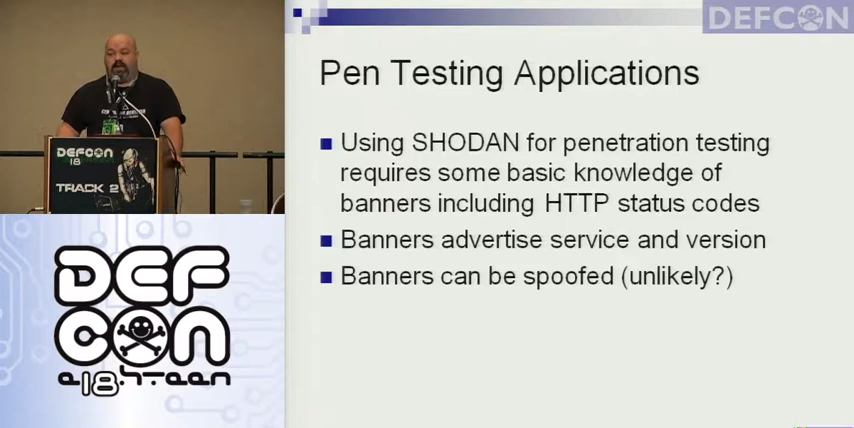 DEFCON
Pen Testing Applications
Using SHODAN for penetration testing
requires some basic knowledge of
banners including HTTP status codes
Banners advertise service and version
Banners can be spoofed (unlikely?)
DEFCON
18
TRACK 2
DEF
CON
e18hteen